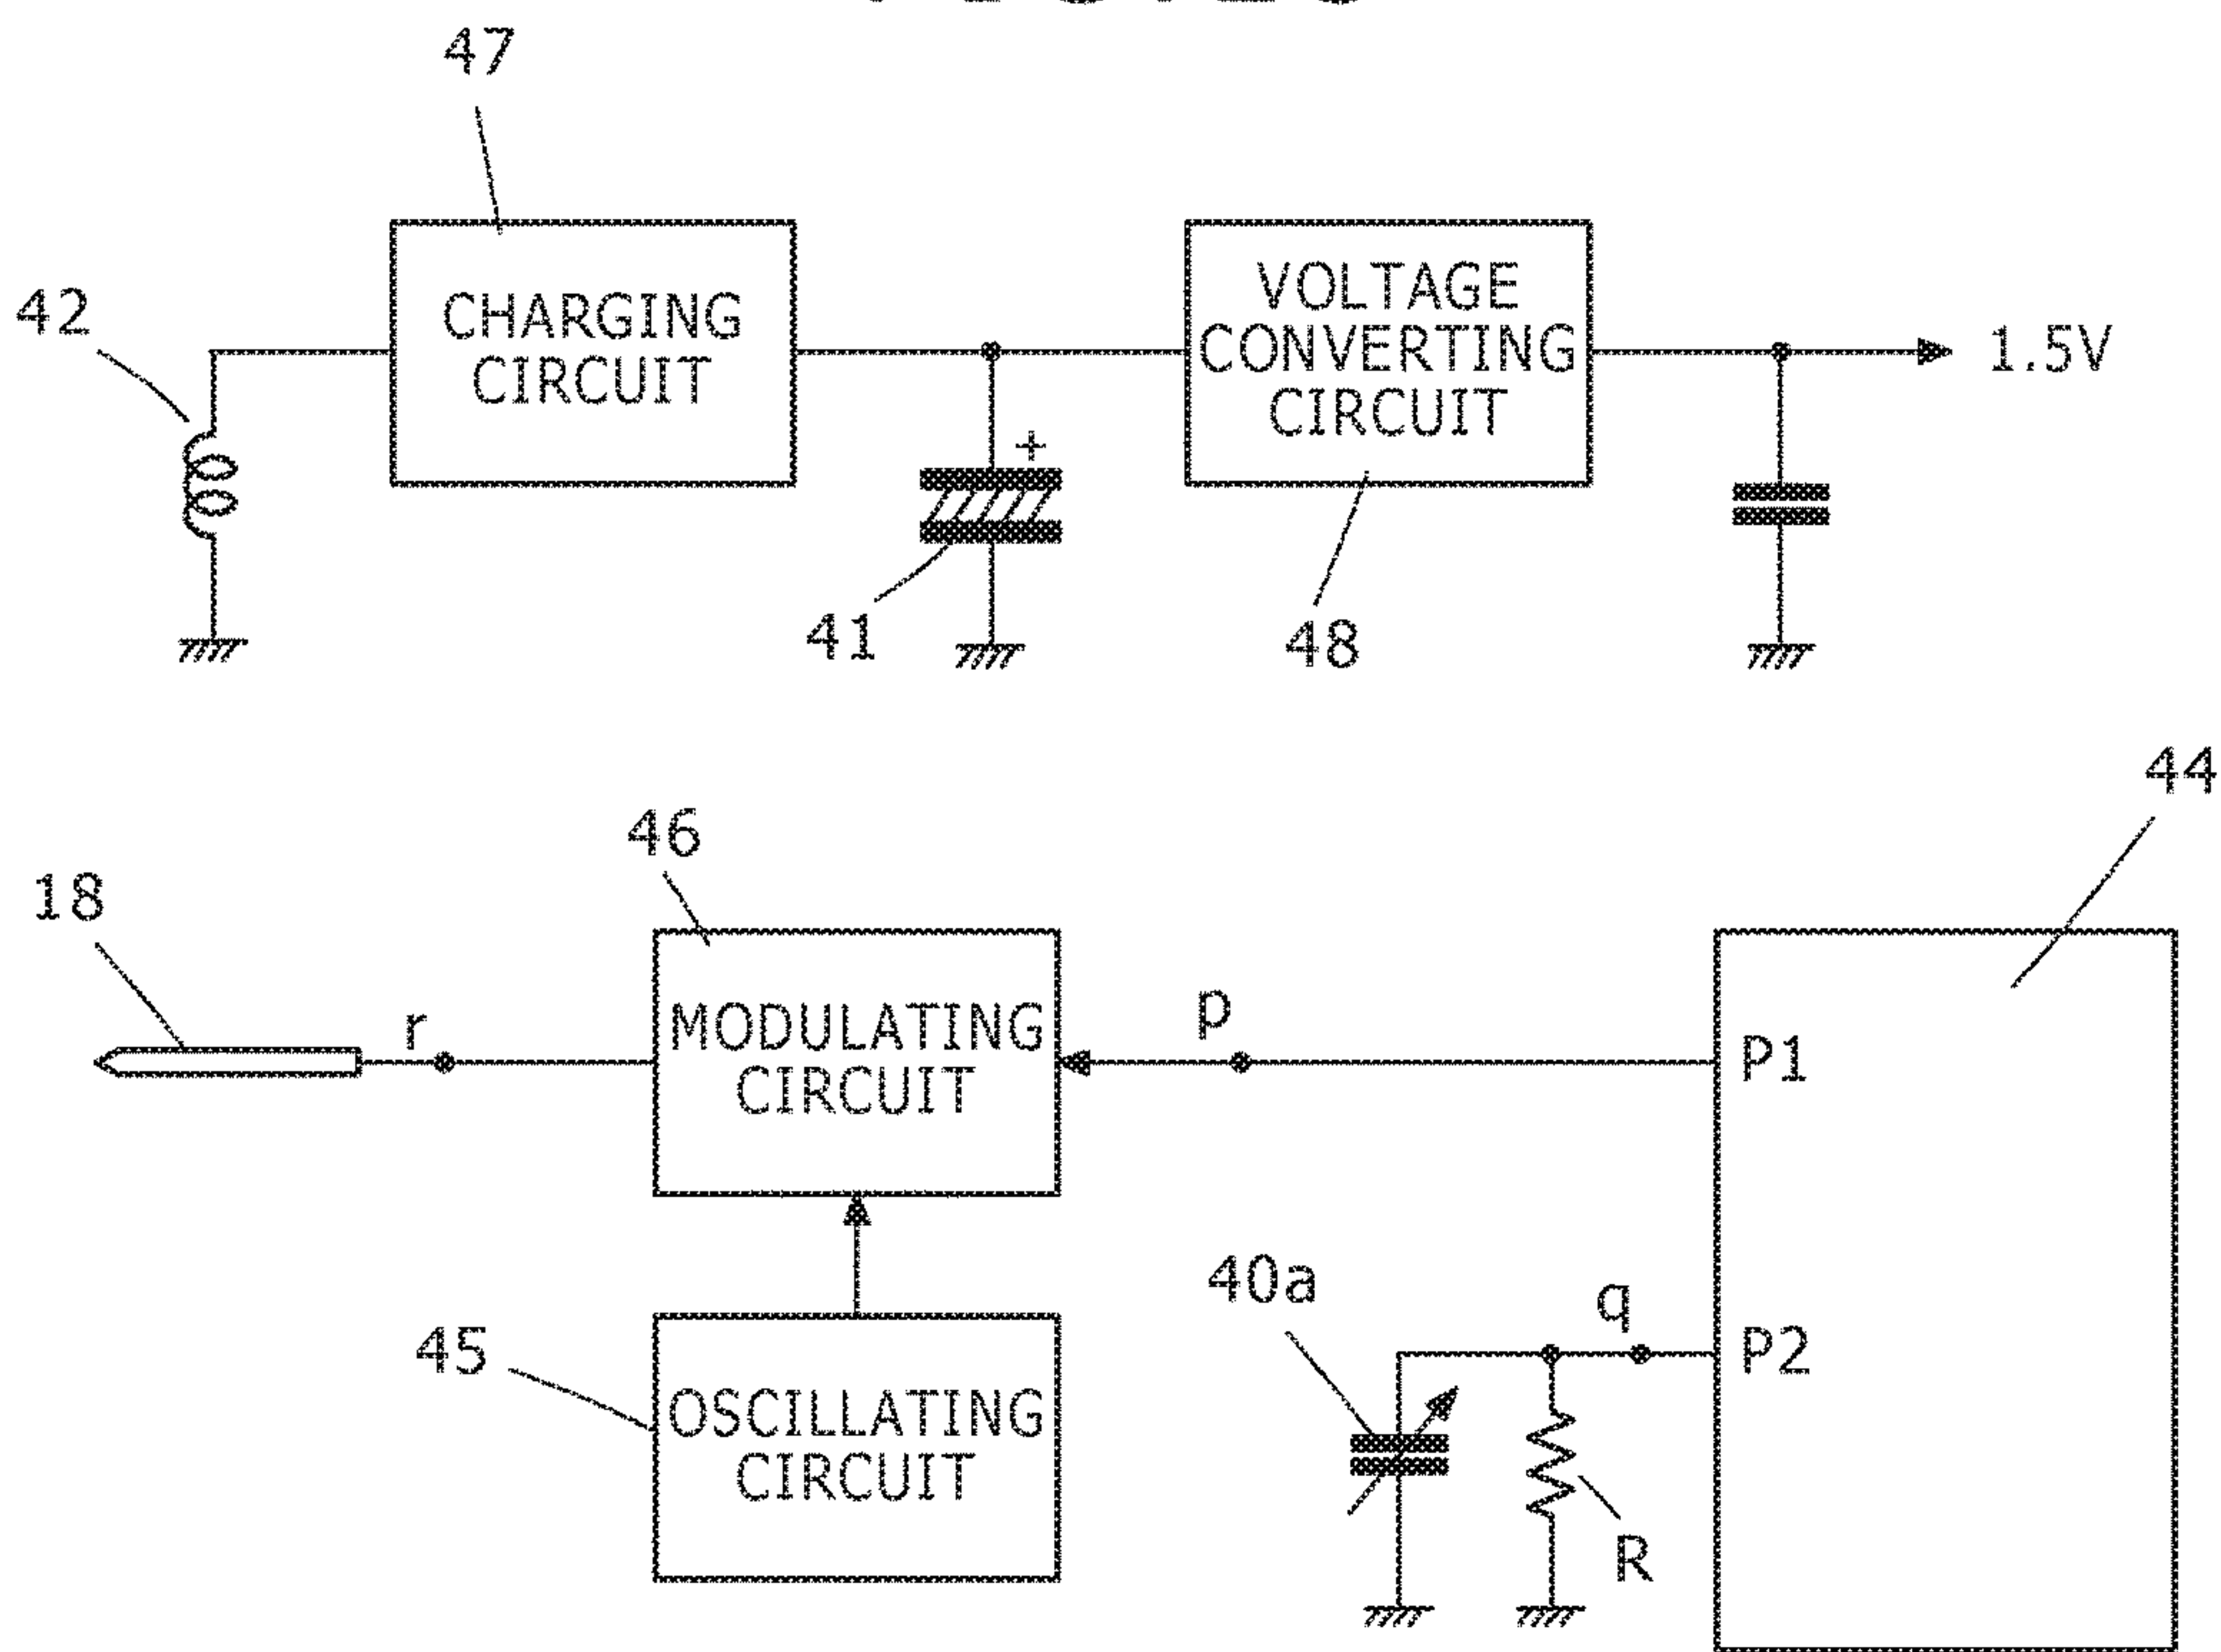 47
42
CHARGING
CIRCUIT
VOLTAGE
CONVERTING
CIRCUIT
1.5V
+
41
48
44
46
18
r
MODULATING
CIRCUIT
p
P1
40a
q
45
P2
OSCILLATING
CIRCUIT
R